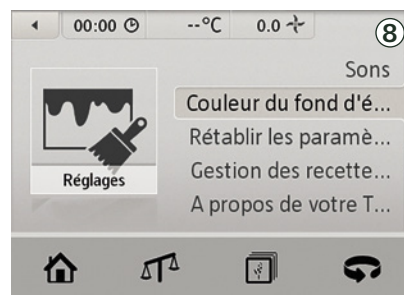 00:00 --°C 0.0 ⑧
Sons
Couleur du fond d'é...
Rétablir les paramè...
Gestion des recette...
A propos de votre T...
Réglages